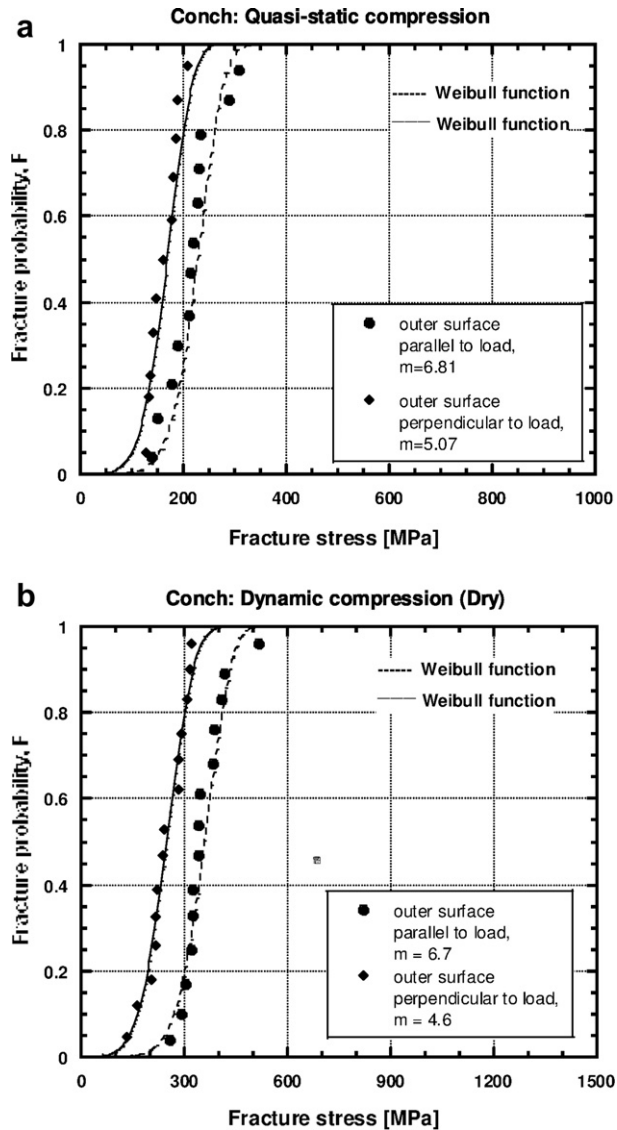 a
Conch: Quasi-static compression
1
0.8
0.6
0.4
0.2
0
Fracture probability, F
Weibull function
Weibull function
outer surface
parallel to load,
m=6.81
outer surface
perpendicular to load,
m=5.07
0 200 400 600 800 1000
Fracture stress [MPa]
b
Conch: Dynamic compression (Dry)
1
0.8
0.6
0.4
0.2
0
Fracture probability, F
Weibull function
Weibull function
outer surface
parallel to load,
m = 6.7
outer surface
perpendicular to load,
m = 4.6
0 300 600 900 1200 1500
Fracture stress [MPa]